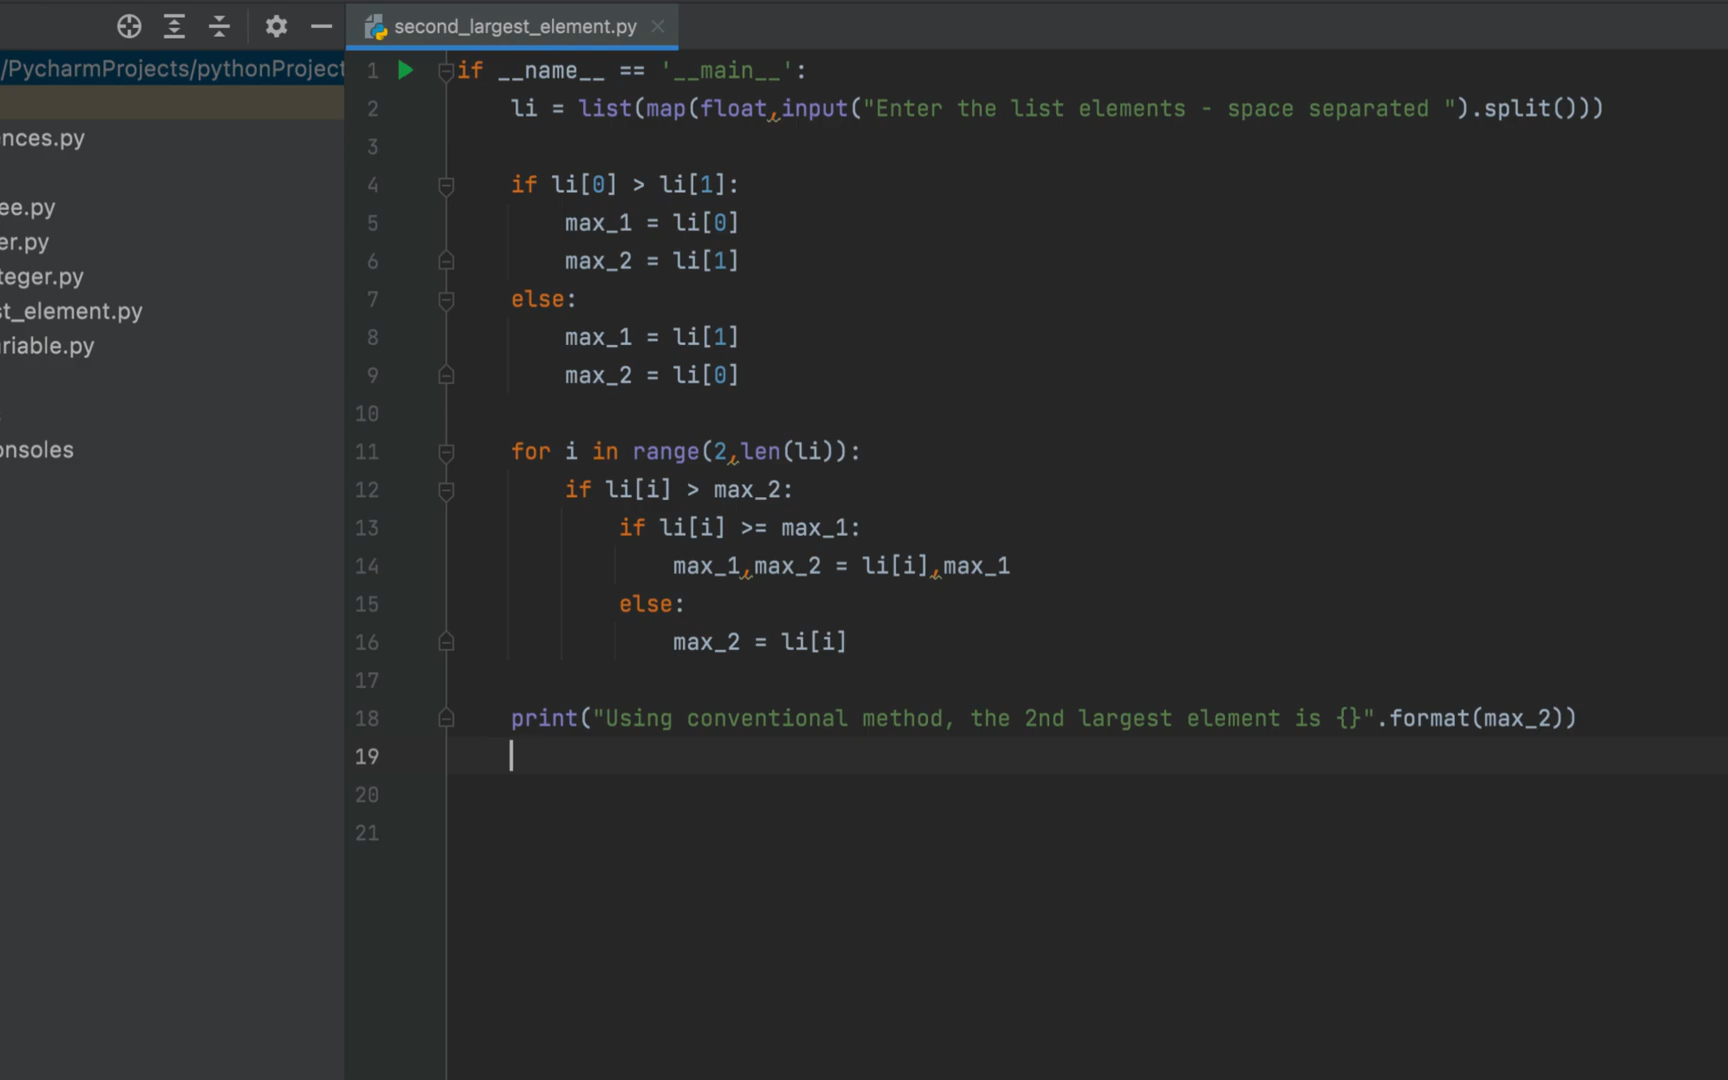 second_largest_element.py
/PycharmProjects/pythonProject
ences.py
ee.py
er.py
teger.py
st_element.py
ariable.py
onsoles
1 if __name__ == '__main__':
2     li = list(map(float,input("Enter the list elements - space separated ").split()))
3
4     if li[0] > li[1]:
5         max_1 = li[0]
6         max_2 = li[1]
7     else:
8         max_1 = li[1]
9         max_2 = li[0]
10
11     for i in range(2,len(li)):
12         if li[i] > max_2:
13             if li[i] >= max_1:
14                 max_1,max_2 = li[i],max_1
15             else:
16                 max_2 = li[i]
17
18     print("Using conventional method, the 2nd largest element is {}".format(max_2))
19
20
21